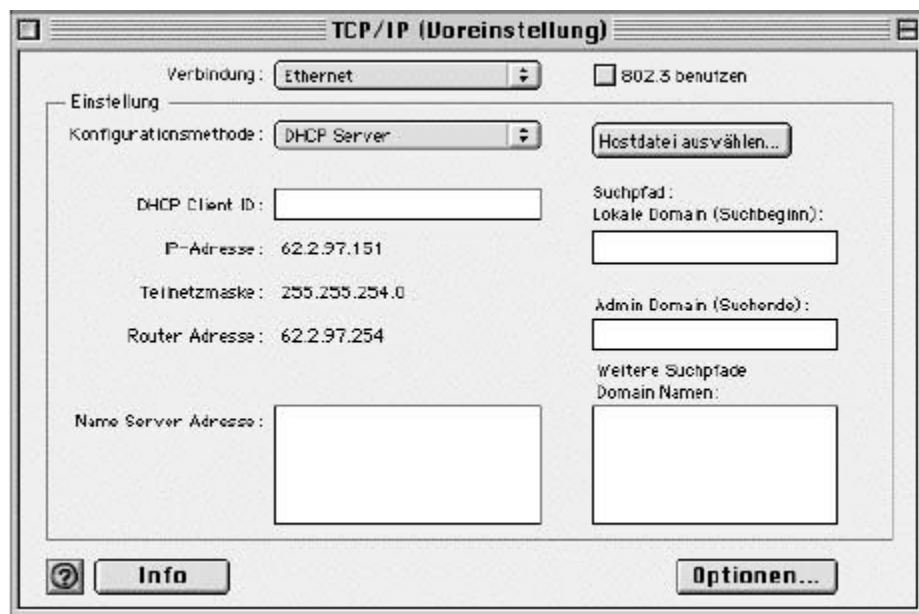 TCP/IP (Voreinstellung)
Verbindung: Ethernet
802.3 benutzen
Einstellung
Konfigurationsmethode: DHCP Server
Hostdatei auswählen...
DHCP Client ID:
Suchpfad:
Lokale Domain (Suchbeginn):
IP-Adresse: 62.2.97.151
Teilnetzmaske: 255.255.254.0
Admin Domain (Suchende):
Router Adresse: 62.2.97.254
Weitere Suchpfade
Domain Namen:
Name Server Adresse:
?
Info
Optionen...